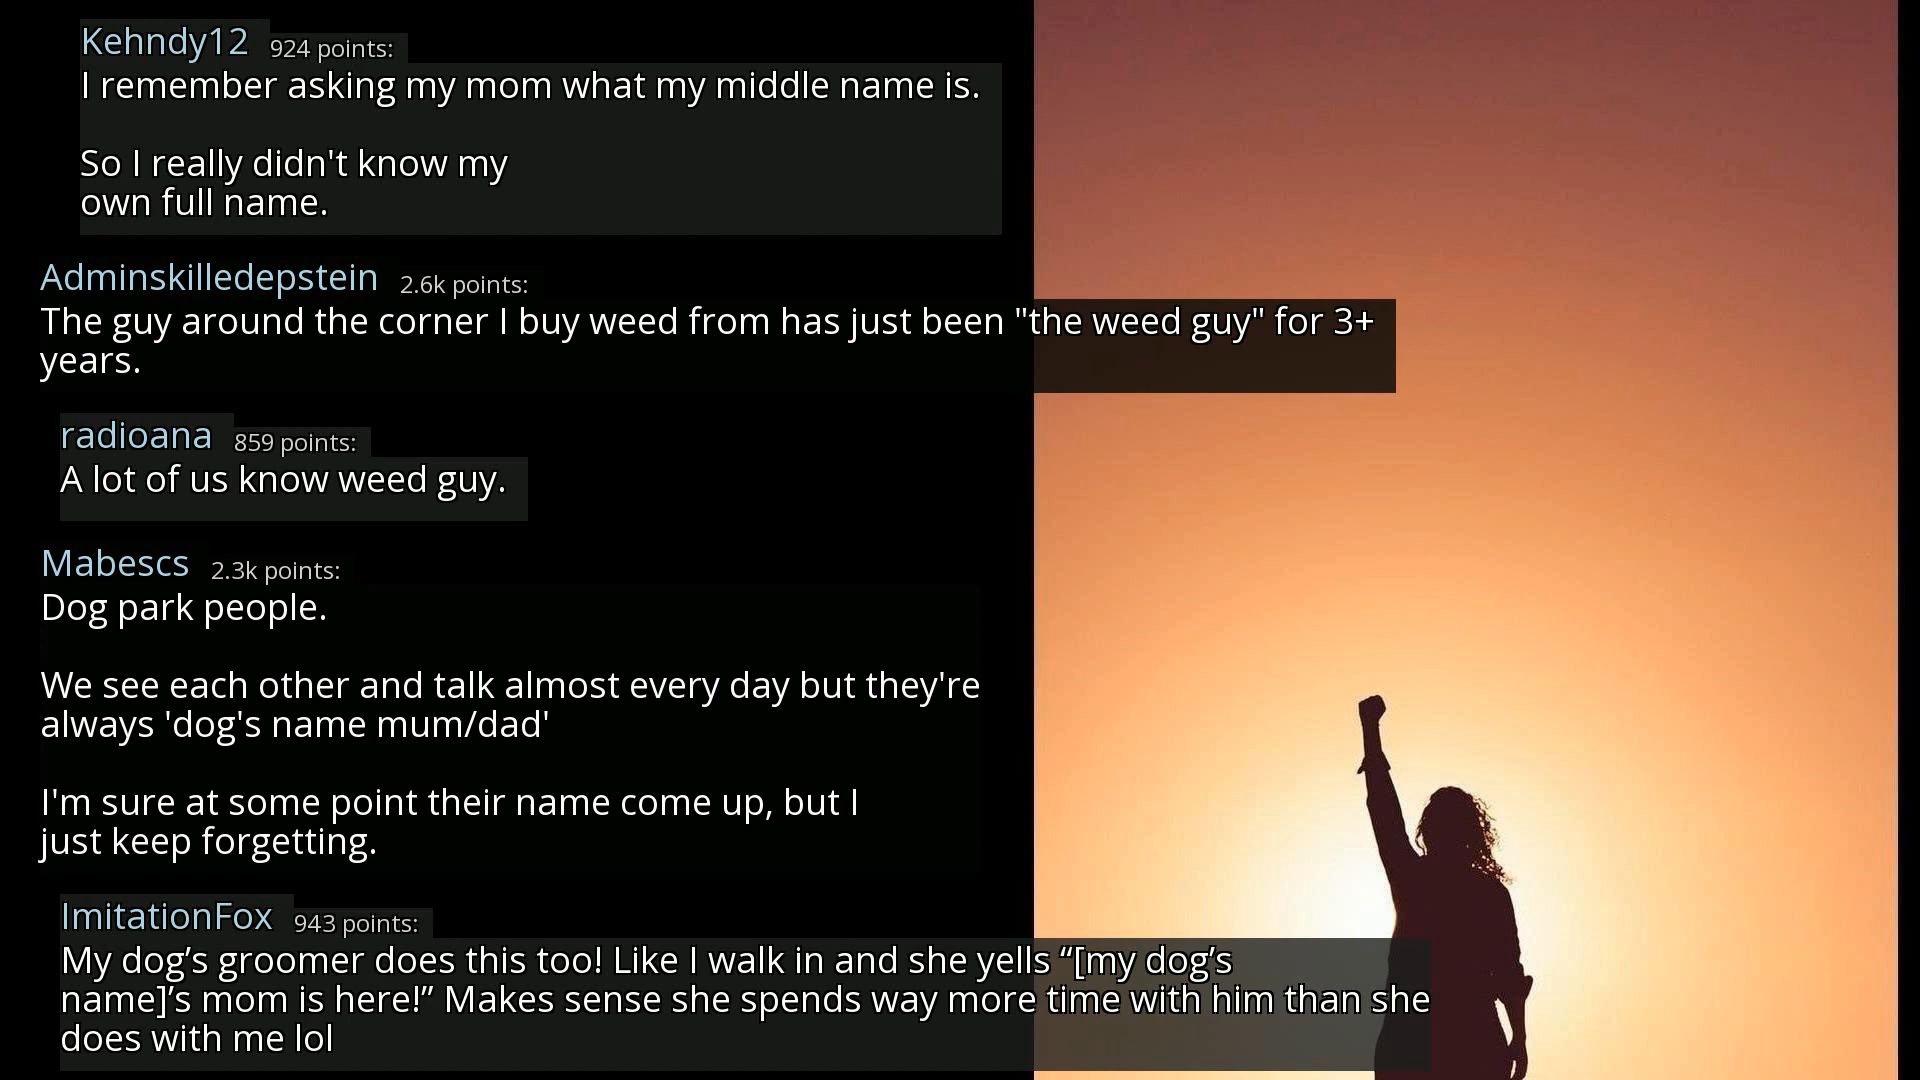 Kehndy12 924 points:
I remember asking my mom what my middle name is.
So I really didn't know my
own full name.
Adminskilledepstein 2.6k points:
The guy around the corner I buy weed from has just been "the weed guy" for 3+
years.
radioana 859 points:
A lot of us know weed guy.
Mabescs 2.3k points:
Dog park people.
We see each other and talk almost every day but they're
always 'dog's name mum/dad'
I'm sure at some point their name come up, but I
just keep forgetting.
ImitationFox 943 points:
My dog’s groomer does this too! Like I walk in and she yells “[my dog’s
name]’s mom is here!” Makes sense she spends way more time with him than she
does with me lol